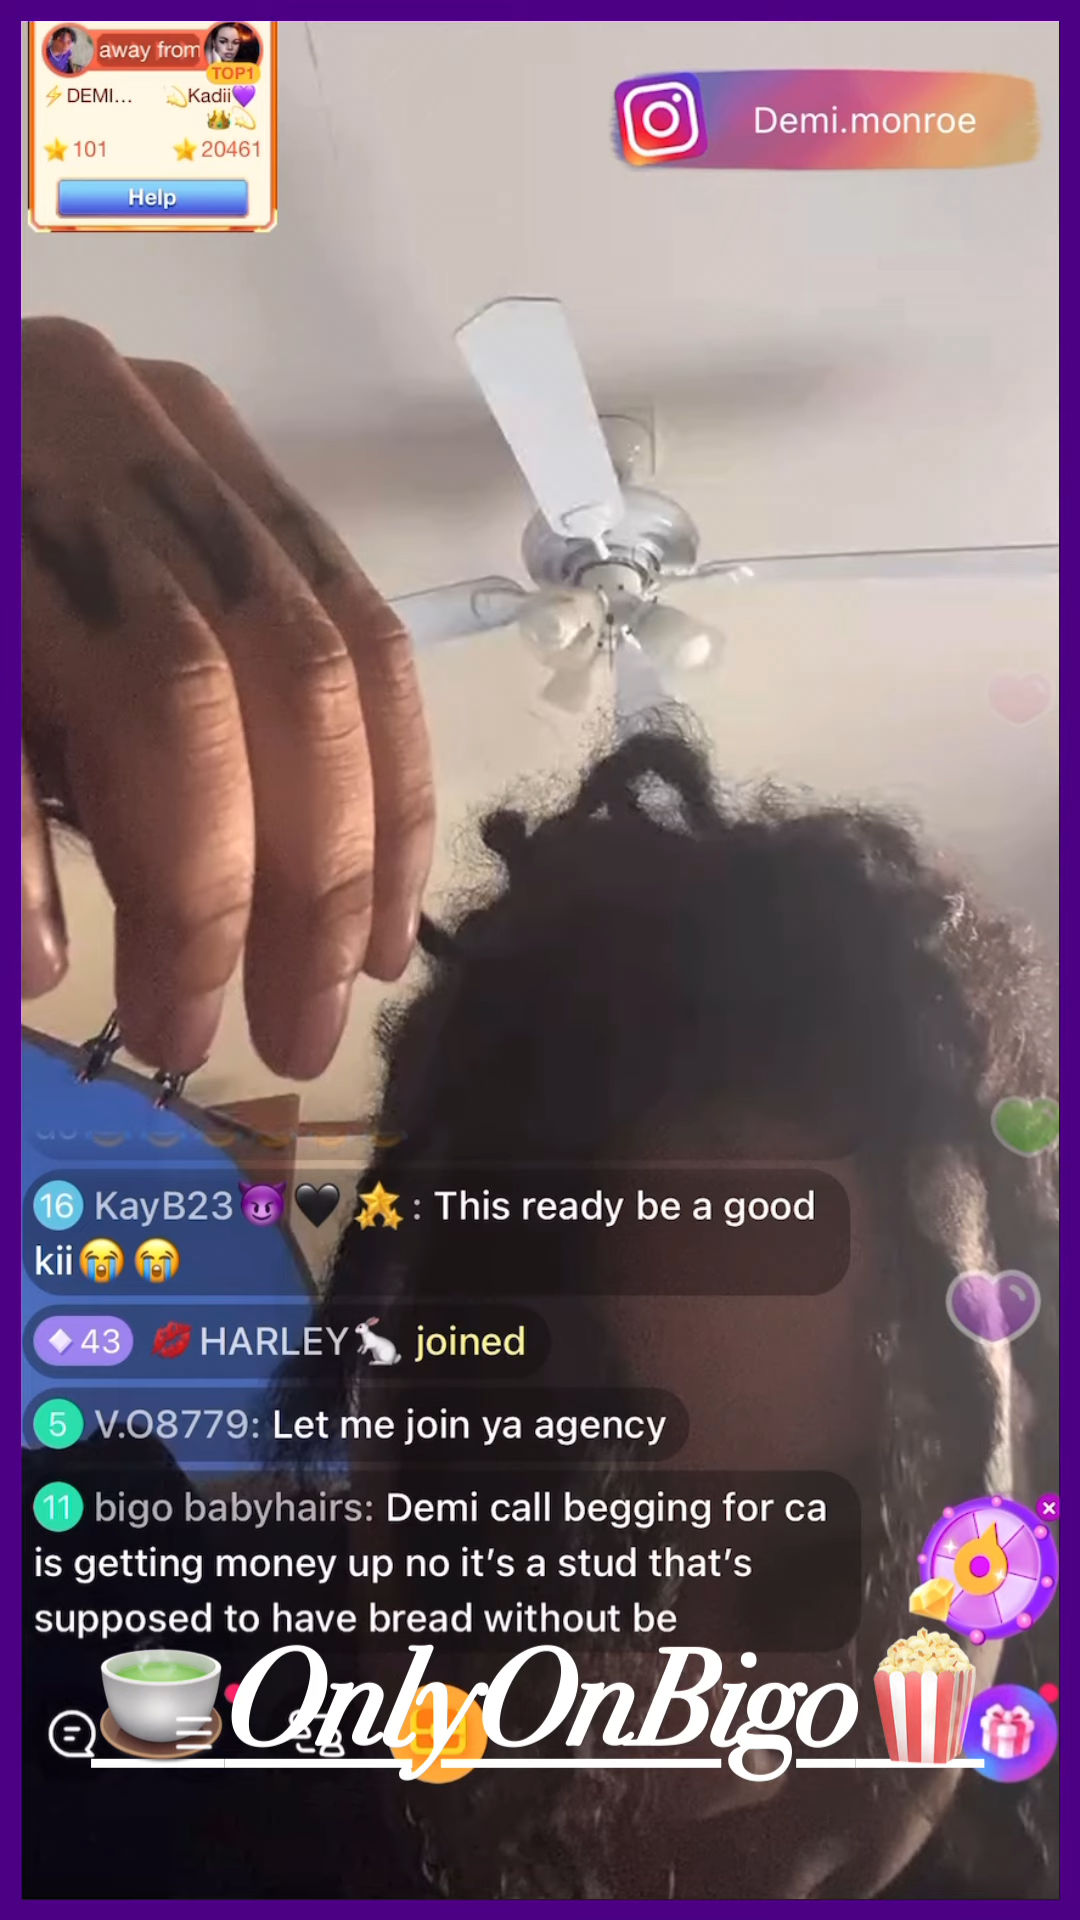 away from
TOP1
⚡DEMI... 💫Kadii💜
👑💫
101 20461
Help
Demi.monroe
16 KayB23😈🖤⭐: This ready be a good
kii😭😭
43 💋HARLEY🐇 joined
5 V.O8779: Let me join ya agency
11 bigo babyhairs: Demi call begging for ca
is getting money up no it's a stud that's
supposed to have bread without be
🍵OnlyOnBigo🍿